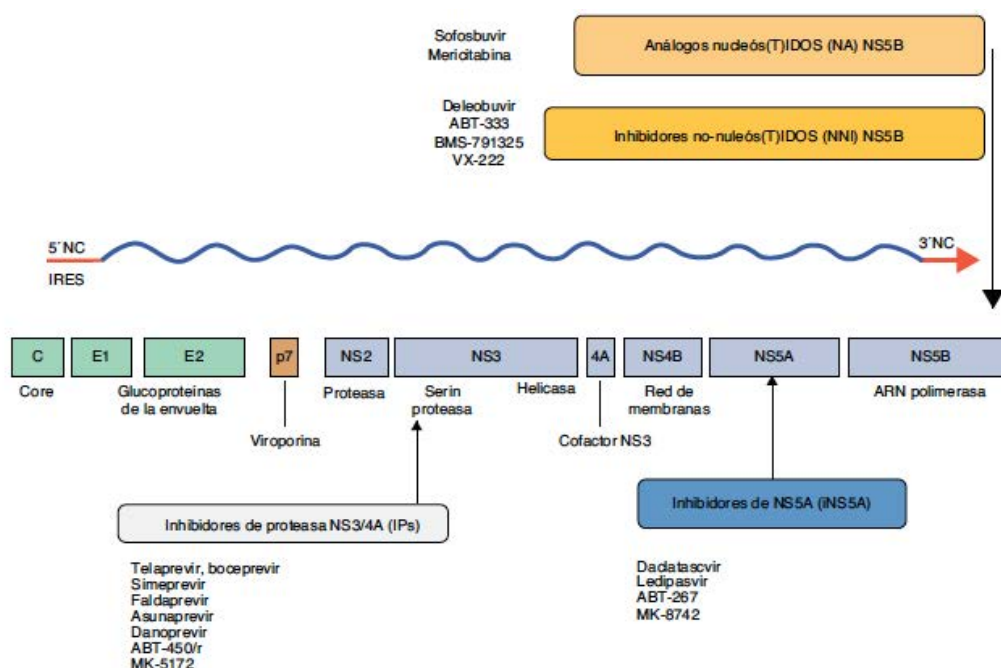 Sofosbuvir
Mericitabina
Análogos nucleós(T)IDOS (NA) NS5B
Deleobuvir
ABT-333
BMS-791325
VX-222
Inhibidores no-nuleós(T)IDOS (NNI) NS5B
5´NC
IRES
3´NC
C
E1
E2
p7
NS2
NS3
4A
NS4B
NS5A
NS5B
Core
Glucoproteinas
de la envuelta
Viroporina
Proteasa
Serin
proteasa
Helicasa
Cofactor NS3
Red de
membranas
ARN polimerasa
Inhibidores de proteasa NS3/4A (IPs)
Telaprevir, boceprevir
Simeprevir
Faldaprevir
Asunaprevir
Danoprevir
ABT-450/r
MK-5172
Inhibidores de NS5A (iNS5A)
Dadatascvir
Ledipasvir
ABT-267
MK-8742